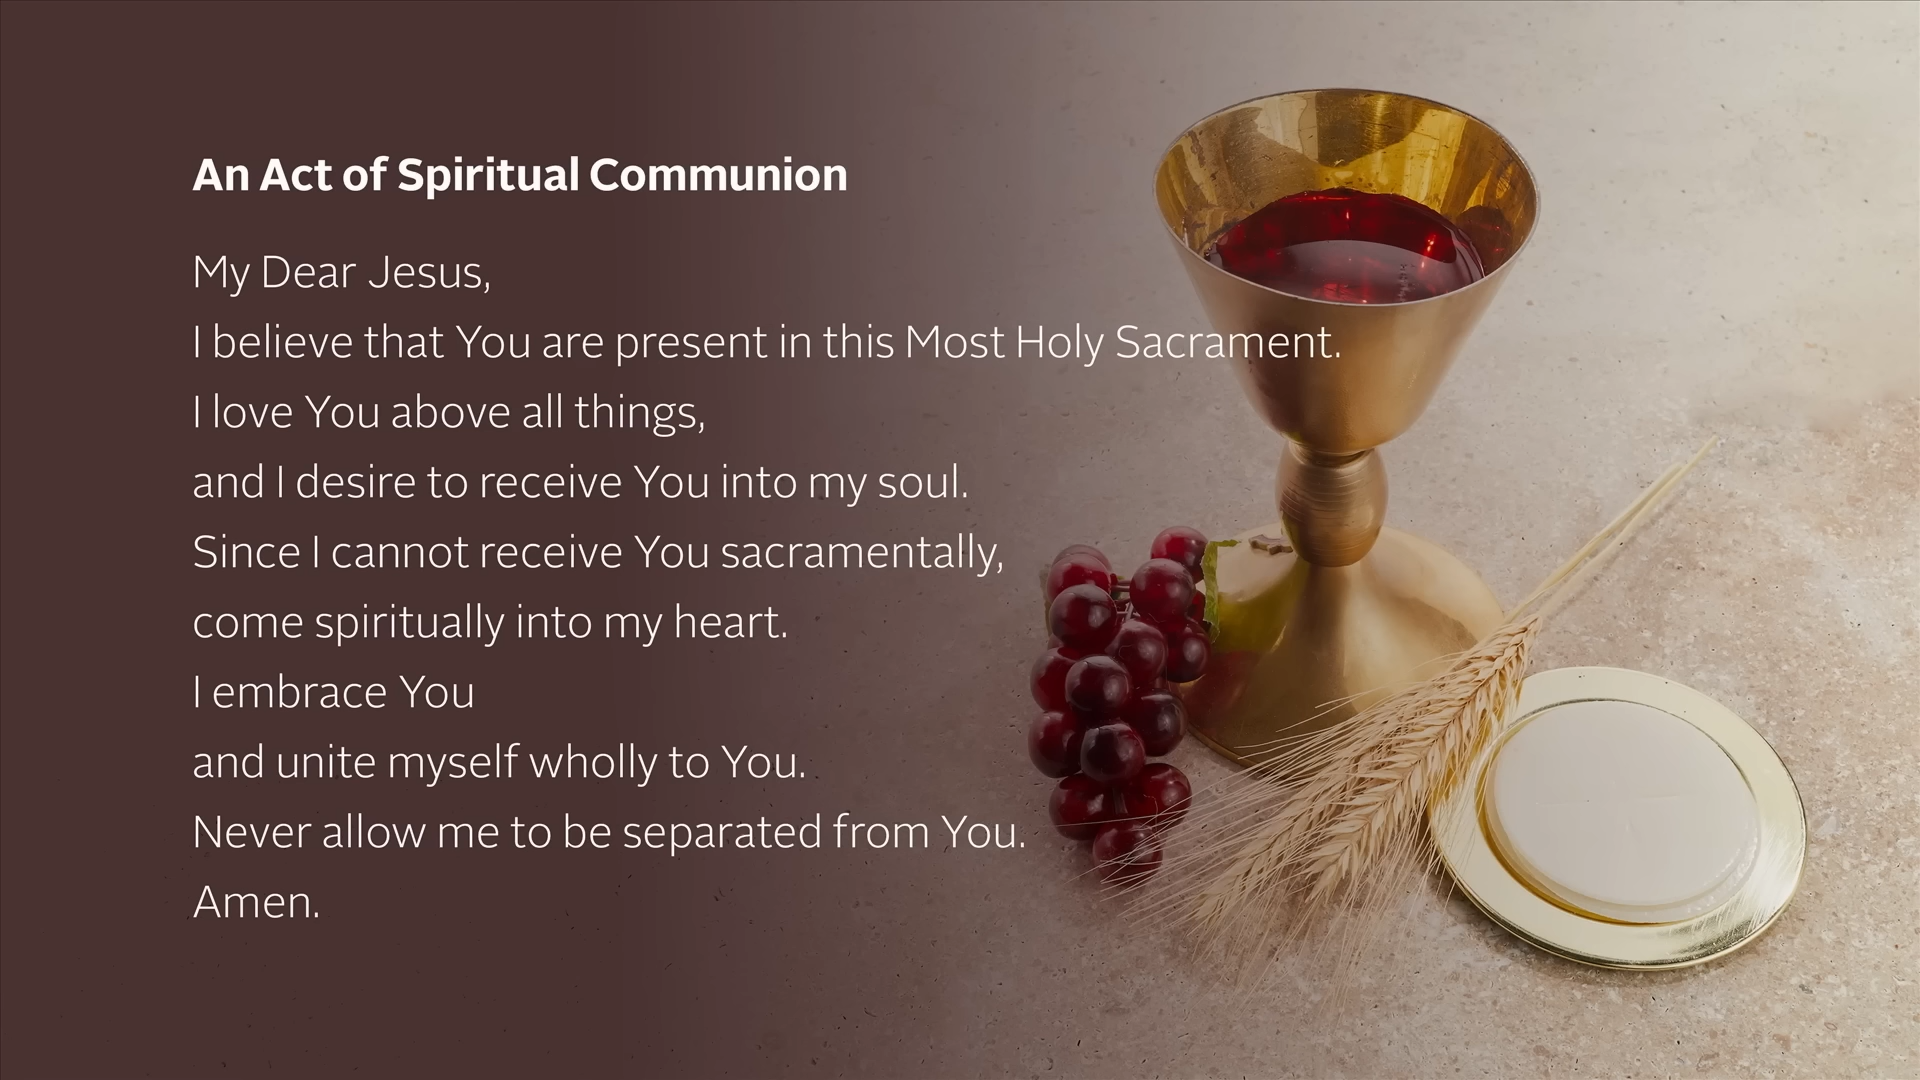 An Act of Spiritual Communion
My Dear Jesus,
I believe that You are present in this Most Holy Sacrament.
I love You above all things,
and I desire to receive You into my soul.
Since I cannot receive You sacramentally,
come spiritually into my heart.
I embrace You
and unite myself wholly to You.
Never allow me to be separated from You.
Amen.